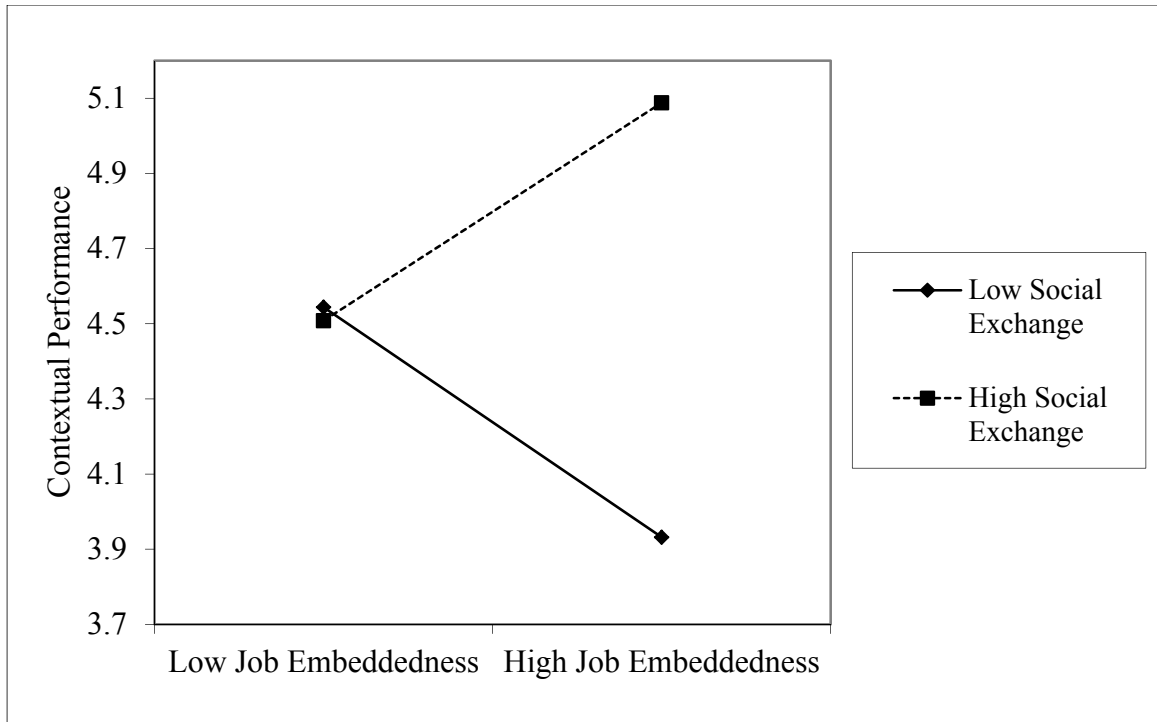 Contextual Performance
5.1
4.9
4.7
4.5
4.3
4.1
3.9
3.7
Low Job Embeddedness
High Job Embeddedness
Low Social
Exchange
High Social
Exchange